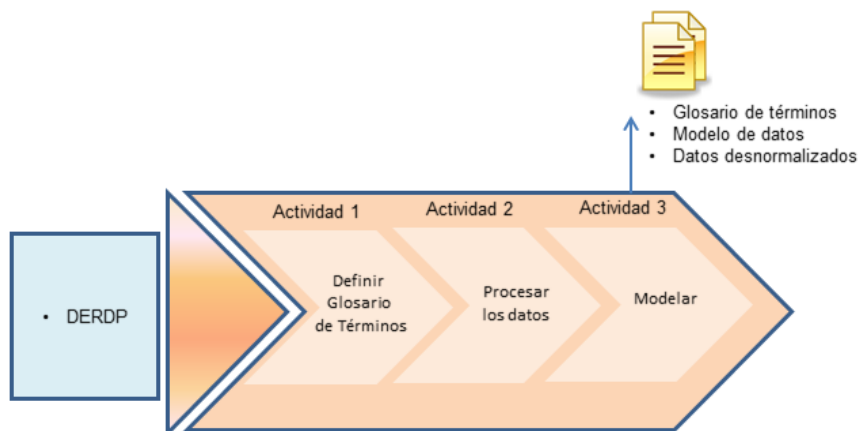 • Glosario de términos
• Modelo de datos
• Datos desnormalizados
Actividad 1
Actividad 2
Actividad 3
• DERDP
Definir
Glosario
de Términos
Procesar
los datos
Modelar